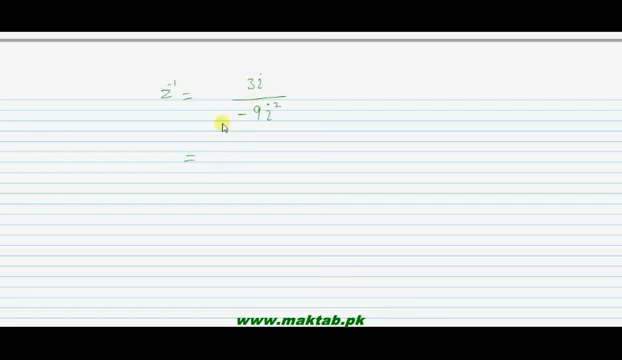 z⁻¹ = 3i / -9i²
=
www.maktab.pk